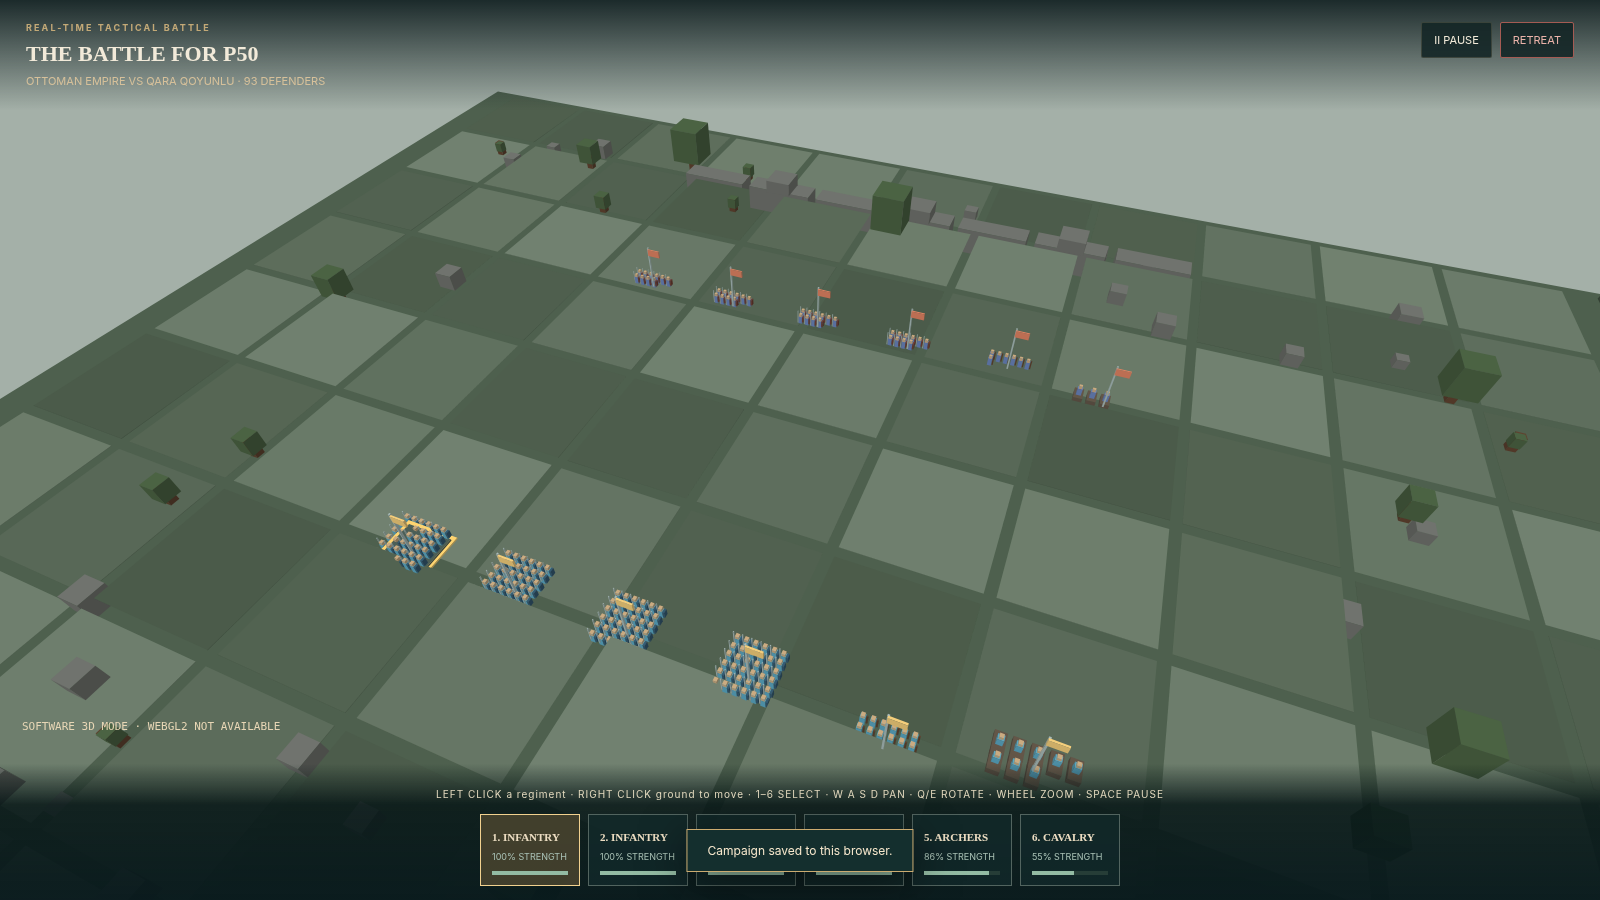 REAL-TIME TACTICAL BATTLE
THE BATTLE FOR P50
OTTOMAN EMPIRE VS QARA QOYUNLU · 93 DEFENDERS
II PAUSE
RETREAT
SOFTWARE 3D MODE · WEBGL2 NOT AVAILABLE
LEFT CLICK a regiment · RIGHT CLICK ground to move · 1–6 SELECT · W A S D PAN · Q/E ROTATE · WHEEL ZOOM · SPACE PAUSE
1. INFANTRY
100% STRENGTH
2. INFANTRY
100% STRENGTH
Campaign saved to this browser.
5. ARCHERS
86% STRENGTH
6. CAVALRY
55% STRENGTH